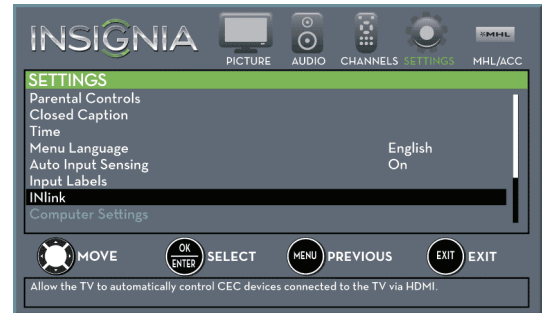 INSIGNIA
PICTURE AUDIO CHANNELS SETTINGS MHL/ACC
MHL
SETTINGS
Parental Controls
Closed Caption
Time
Menu Language English
Auto Input Sensing On
Input Labels
INlink
Computer Settings
MOVE OK ENTER SELECT MENU PREVIOUS EXIT EXIT
Allow the TV to automatically control CEC devices connected to the TV via HDMI.